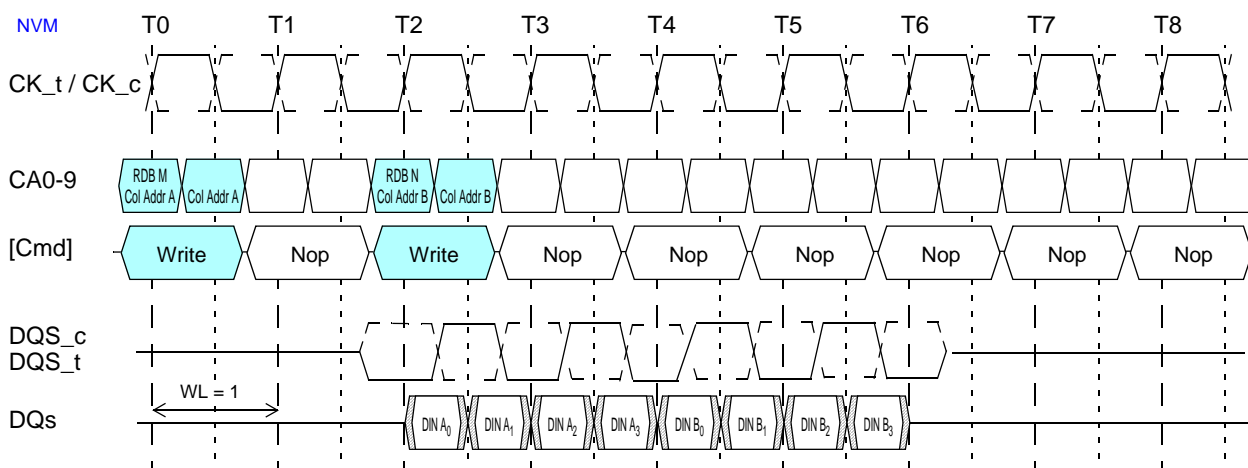 NVM T0 T1 T2 T3 T4 T5 T6 T7 T8
CK_t / CK_c
CA0-9
RDB M
Col Addr A
Col Addr A
RDB N
Col Addr B
Col Addr B
[Cmd] Write Nop Write Nop Nop Nop Nop Nop Nop
DQS_c
DQS_t
WL = 1
DQs DIN A0 DIN A1 DIN A2 DIN A3 DIN B0 DIN B1 DIN B2 DIN B3